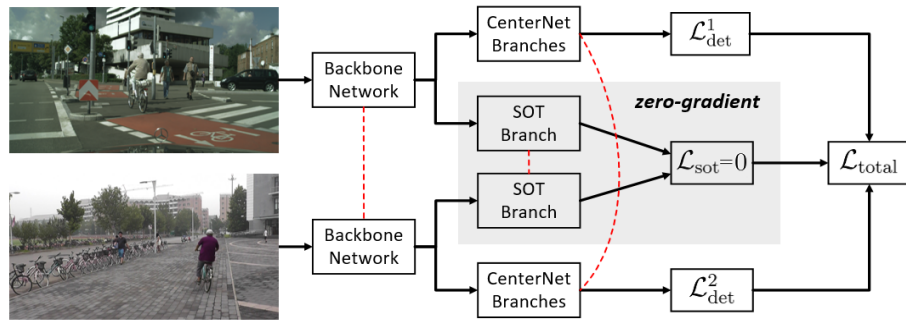 CenterNet
Branches
ℒ¹det
Backbone
Network
zero-gradient
SOT
Branch
ℒsot=0
ℒtotal
SOT
Branch
Backbone
Network
CenterNet
Branches
ℒ²det